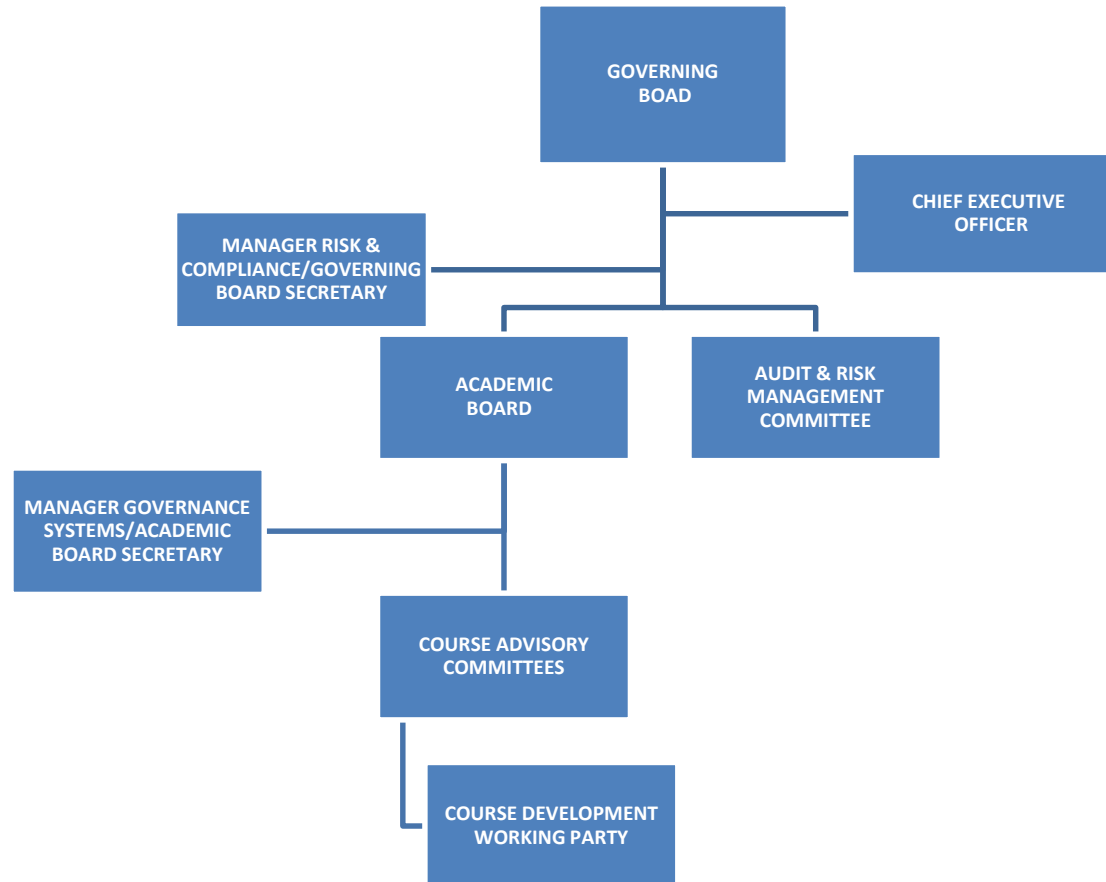 GOVERNING
BOAD
CHIEF EXECUTIVE
OFFICER
MANAGER RISK &
COMPLIANCE/GOVERNING
BOARD SECRETARY
ACADEMIC
BOARD
AUDIT & RISK
MANAGEMENT
COMMITTEE
MANAGER GOVERNANCE
SYSTEMS/ACADEMIC
BOARD SECRETARY
COURSE ADVISORY
COMMITTEES
COURSE DEVELOPMENT
WORKING PARTY